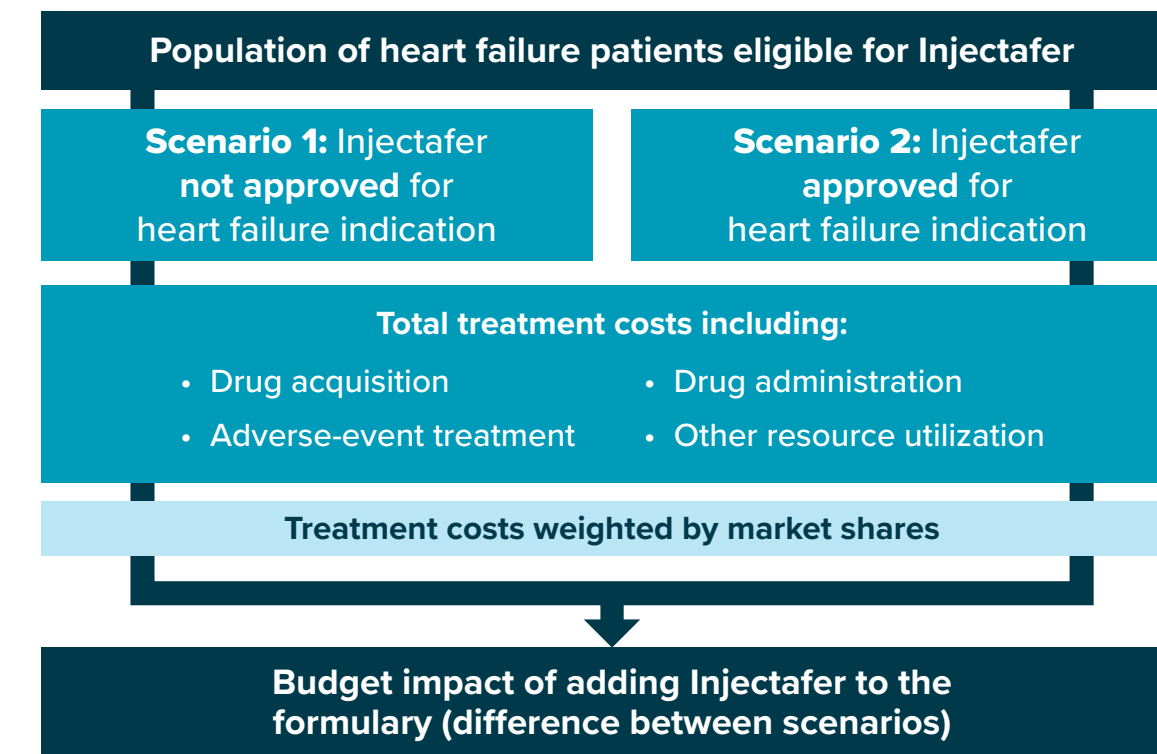 Population of heart failure patients eligible for Injectafer
Scenario 1: Injectafer
not approved for
heart failure indication
Scenario 2: Injectafer
approved for
heart failure indication
Total treatment costs including:
• Drug acquisition
• Adverse-event treatment
• Drug administration
• Other resource utilization
Treatment costs weighted by market shares
Budget impact of adding Injectafer to the
formulary (difference between scenarios)